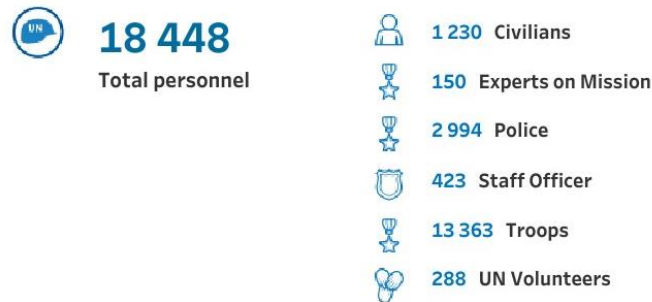 UN
18 448
Total personnel
1 230 Civilians
150 Experts on Mission
2 994 Police
423 Staff Officer
13 363 Troops
288 UN Volunteers